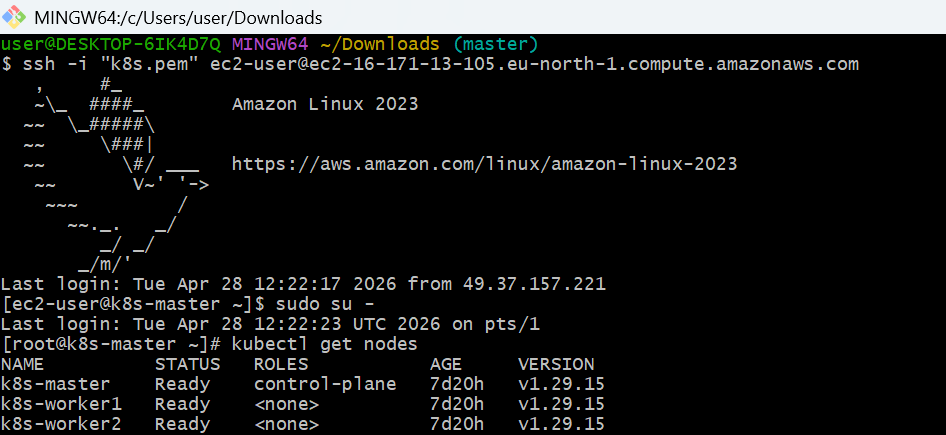 MINGW64:/c/Users/user/Downloads
user@DESKTOP-6IK4D7Q MINGW64 ~/Downloads (master)
$ ssh -i "k8s.pem" ec2-user@ec2-16-171-13-105.eu-north-1.compute.amazonaws.com
   ,     #_
   ~\_  ####_        Amazon Linux 2023
  ~~  \_#####\
  ~~     \###|
  ~~       \#/ ___   https://aws.amazon.com/linux/amazon-linux-2023
   ~~       V~' '->
    ~~~         /
      ~~._.   _/
         _/ _/
       _/m/'
Last login: Tue Apr 28 12:22:17 2026 from 49.37.157.221
[ec2-user@k8s-master ~]$ sudo su -
Last login: Tue Apr 28 12:22:23 UTC 2026 on pts/1
[root@k8s-master ~]# kubectl get nodes
NAME          STATUS   ROLES           AGE     VERSION
k8s-master    Ready    control-plane   7d20h   v1.29.15
k8s-worker1   Ready    <none>          7d20h   v1.29.15
k8s-worker2   Ready    <none>          7d20h   v1.29.15